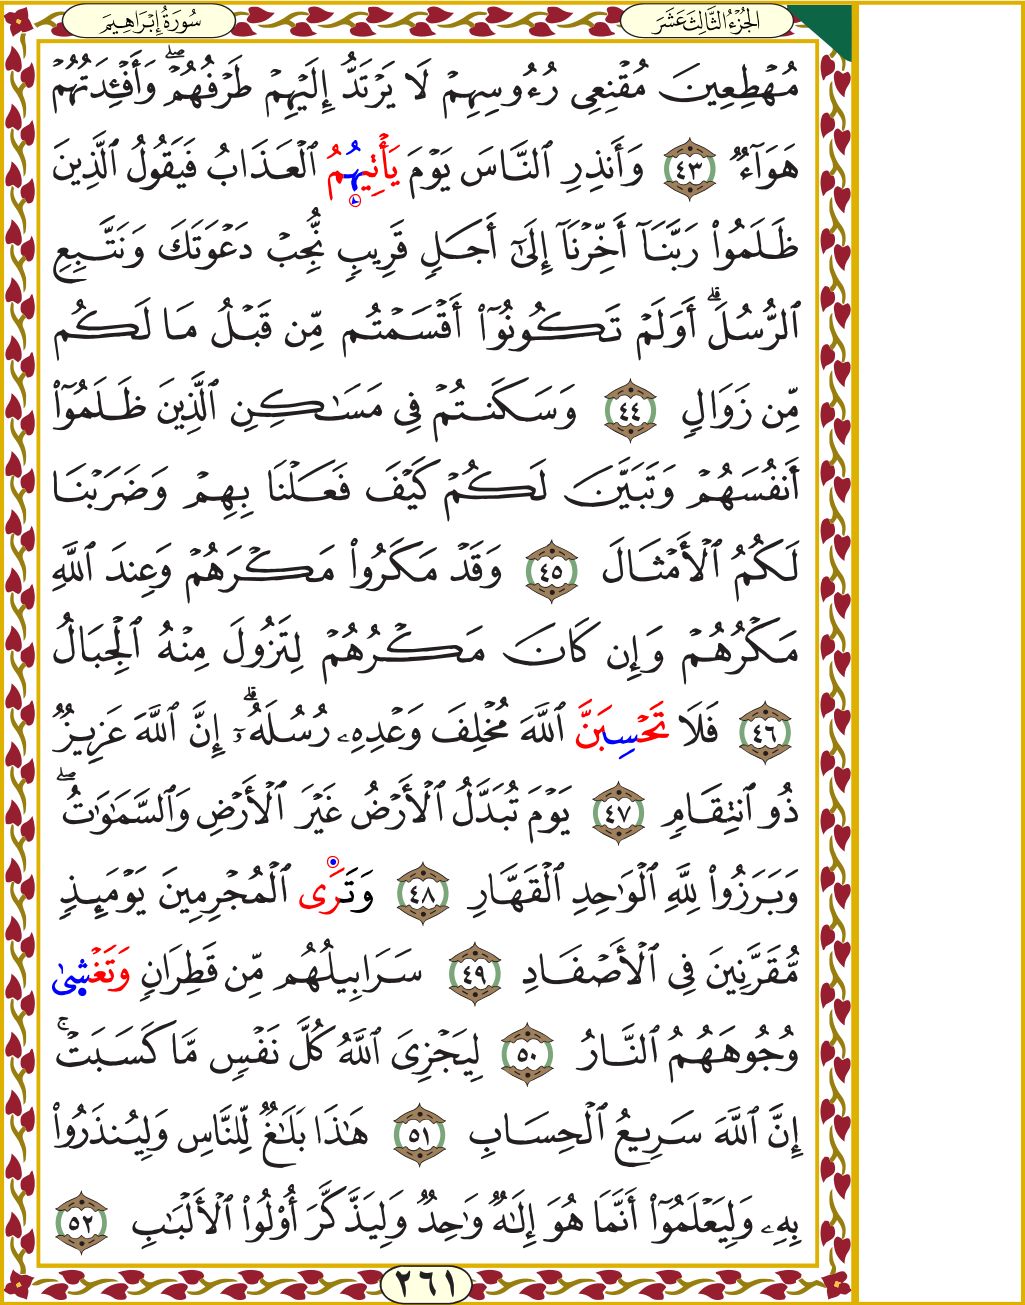 سُورَةُ إِبْرَاهِيمَ
الجُزْءُ الثَّالِثَ عَشَرَ
مُهْطِعِينَ مُقْنِعِى رُءُوسِهِمْ لَا يَرْتَدُّ إِلَيْهِمْ طَرْفُهُمْۖ وَأَفْـِٔدَتُهُمْ
هَوَآءٌ ٤٣ وَأَنذِرِ ٱلنَّاسَ يَوْمَ يَأْتِيهُمُ ٱلْعَذَابُ فَيَقُولُ ٱلَّذِينَ
ظَلَمُوا۟ رَبَّنَآ أَخِّرْنَآ إِلَىٰٓ أَجَلٍ قَرِيبٍ نُّجِبْ دَعْوَتَكَ وَنَتَّبِعِ
ٱلرُّسُلَۗ أَوَلَمْ تَكُونُوٓا۟ أَقْسَمْتُم مِّن قَبْلُ مَا لَكُم
مِّن زَوَالٍ ٤٤ وَسَكَنتُمْ فِى مَسَـٰكِنِ ٱلَّذِينَ ظَلَمُوٓا۟
أَنفُسَهُمْ وَتَبَيَّنَ لَكُمْ كَيْفَ فَعَلْنَا بِهِمْ وَضَرَبْنَا
لَكُمُ ٱلْأَمْثَالَ ٤٥ وَقَدْ مَكَرُوا۟ مَكْرَهُمْ وَعِندَ ٱللَّهِ
مَكْرُهُمْ وَإِن كَانَ مَكْرُهُمْ لِتَزُولَ مِنْهُ ٱلْجِبَالُ
٤٦ فَلَا تَحْسِبَنَّ ٱللَّهَ مُخْلِفَ وَعْدِهِۦ رُسُلَهُۥٓۗ إِنَّ ٱللَّهَ عَزِيزٌ
ذُو ٱنتِقَامٍ ٤٧ يَوْمَ تُبَدَّلُ ٱلْأَرْضُ غَيْرَ ٱلْأَرْضِ وَٱلسَّمَـٰوَٰتُۖ
وَبَرَزُوا۟ لِلَّهِ ٱلْوَٰحِدِ ٱلْقَهَّارِ ٤٨ وَتَرَى ٱلْمُجْرِمِينَ يَوْمَئِذٍ
مُّقَرَّنِينَ فِى ٱلْأَصْفَادِ ٤٩ سَرَابِيلُهُم مِّن قَطِرَانٍ وَتَغْشَىٰ
وُجُوهَهُمُ ٱلنَّارُ ٥٠ لِيَجْزِىَ ٱللَّهُ كُلَّ نَفْسٍ مَّا كَسَبَتْۚ
إِنَّ ٱللَّهَ سَرِيعُ ٱلْحِسَابِ ٥١ هَـٰذَا بَلَـٰغٌ لِّلنَّاسِ وَلِيُنذَرُوا۟
بِهِۦ وَلِيَعْلَمُوٓا۟ أَنَّمَا هُوَ إِلَـٰهٌ وَٰحِدٌ وَلِيَذَّكَّرَ أُو۟لُوا۟ ٱلْأَلْبَـٰبِ ٥٢
٢٦١